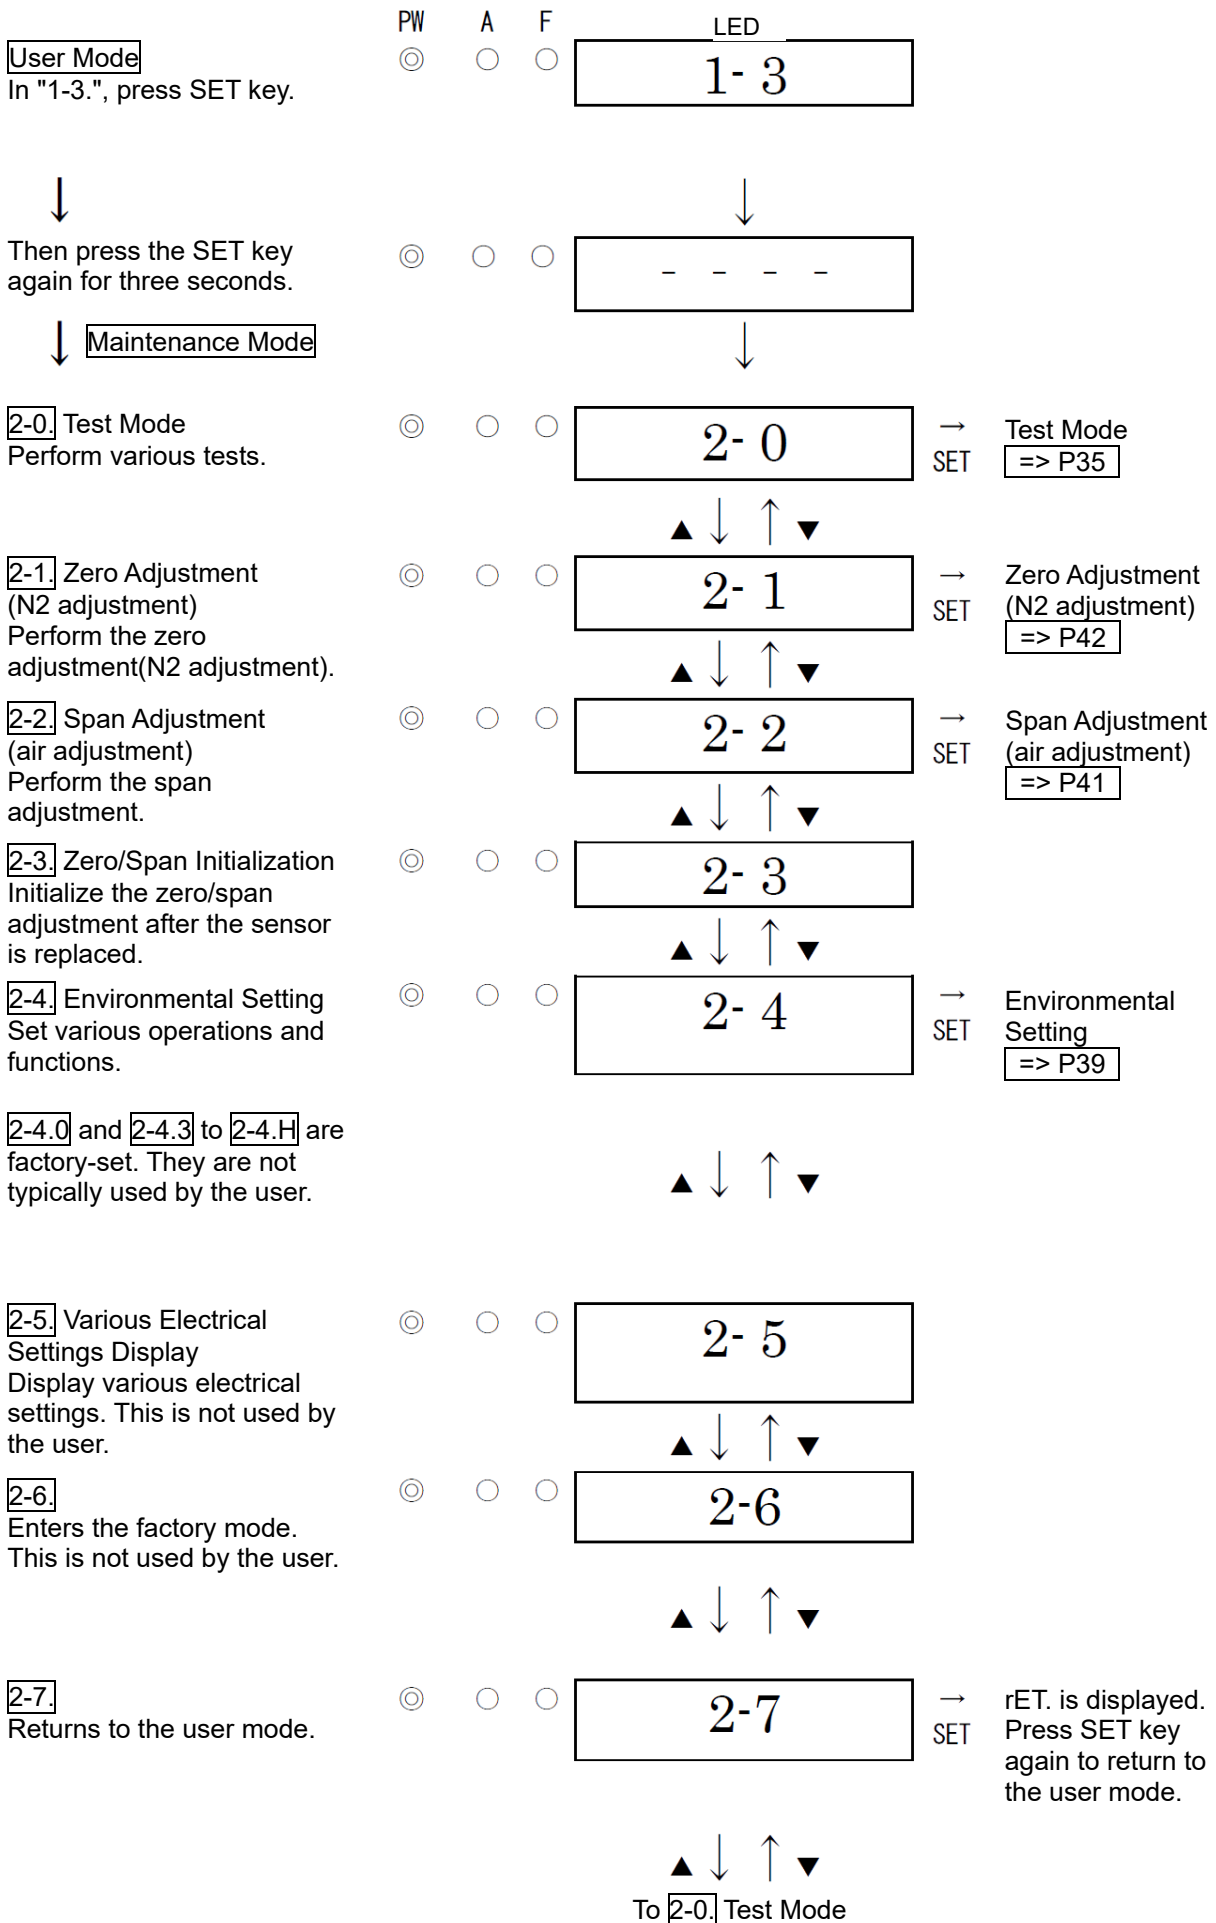 PW A F LED
User Mode
In "1-3.", press SET key.
◎ ○ ○ 1- 3
↓ ↓
Then press the SET key
again for three seconds.
◎ ○ ○ - - - -
↓ Maintenance Mode ↓
2-0. Test Mode
Perform various tests.
◎ ○ ○ 2- 0
→
SET
Test Mode
=> P35
▲ ↓ ↑ ▼
2-1. Zero Adjustment
(N2 adjustment)
Perform the zero
adjustment(N2 adjustment).
◎ ○ ○ 2- 1
→
SET
Zero Adjustment
(N2 adjustment)
=> P42
▲ ↓ ↑ ▼
2-2. Span Adjustment
(air adjustment)
Perform the span
adjustment.
◎ ○ ○ 2- 2
→
SET
Span Adjustment
(air adjustment)
=> P41
▲ ↓ ↑ ▼
2-3. Zero/Span Initialization
Initialize the zero/span
adjustment after the sensor
is replaced.
◎ ○ ○ 2- 3
▲ ↓ ↑ ▼
2-4. Environmental Setting
Set various operations and
functions.
◎ ○ ○ 2- 4
→
SET
Environmental
Setting
=> P39
2-4.0 and 2-4.3 to 2-4.H are
factory-set. They are not
typically used by the user.
▲ ↓ ↑ ▼
2-5. Various Electrical
Settings Display
Display various electrical
settings. This is not used by
the user.
◎ ○ ○ 2- 5
▲ ↓ ↑ ▼
2-6.
Enters the factory mode.
This is not used by the user.
◎ ○ ○ 2-6
▲ ↓ ↑ ▼
2-7.
Returns to the user mode.
◎ ○ ○ 2-7
→
SET
rET. is displayed.
Press SET key
again to return to
the user mode.
▲ ↓ ↑ ▼
To 2-0. Test Mode